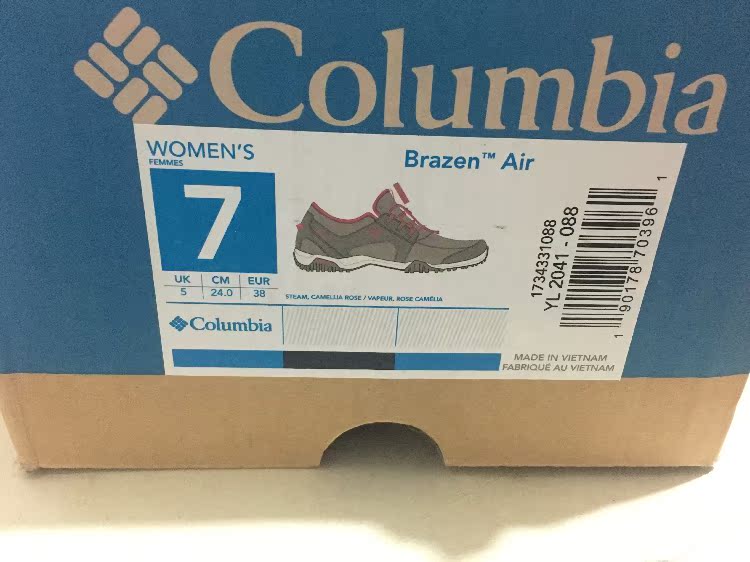 Columbia
WOMEN'S
FEMMES
7
Brazen™ Air
UK CM EUR
5 24.0 38
STEAM, CAMELLIA ROSE / VAPEUR, ROSE CAMÉLIA
Columbia
1734331088
YL 2041 - 088
1 90178 70396 1
MADE IN VIETNAM
FABRIQUÉ AU VIETNAM